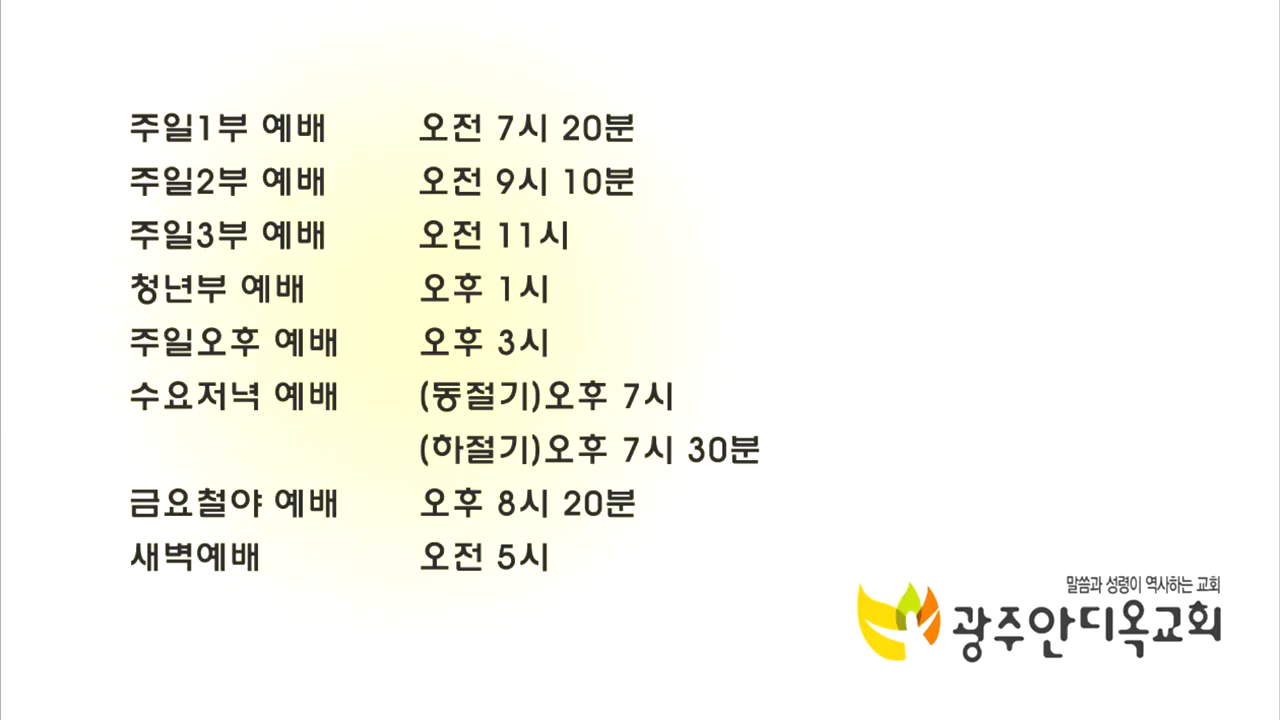 주일1부 예배 오전 7시 20분
주일2부 예배 오전 9시 10분
주일3부 예배 오전 11시
청년부 예배 오후 1시
주일오후 예배 오후 3시
수요저녁 예배 (동절기)오후 7시
(하절기)오후 7시 30분
금요철야 예배 오후 8시 20분
새벽예배 오전 5시
말씀과 성령이 역사하는 교회
광주안디옥교회